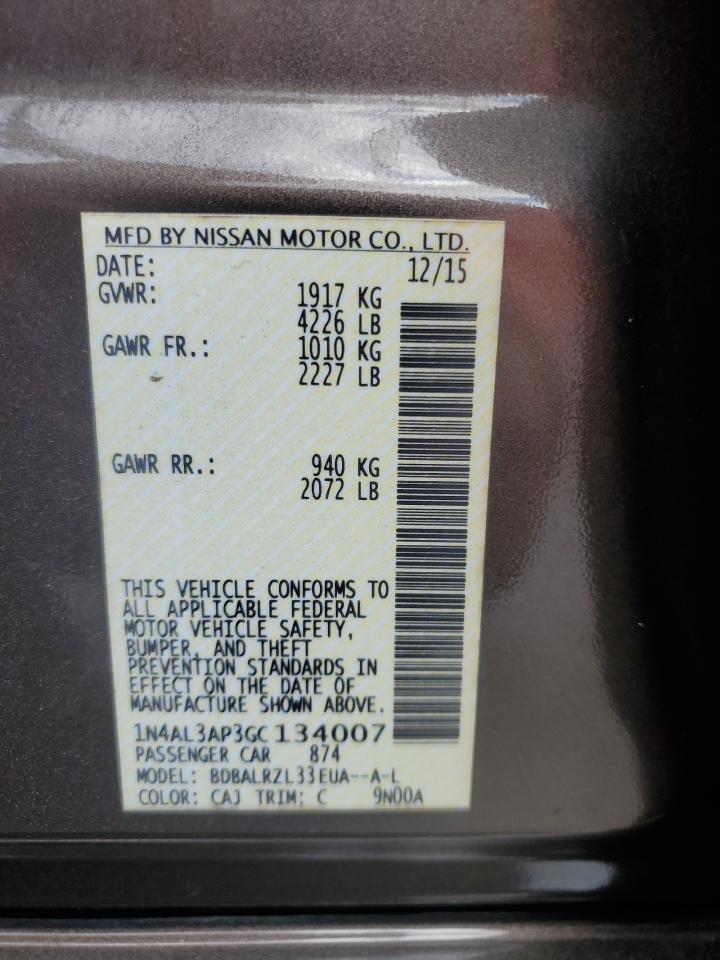 MFD BY NISSAN MOTOR CO., LTD.
DATE: 12/15
GVWR: 1917 KG
4226 LB
GAWR FR.: 1010 KG
2227 LB
GAWR RR.: 940 KG
2072 LB
THIS VEHICLE CONFORMS TO
ALL APPLICABLE FEDERAL
MOTOR VEHICLE SAFETY,
BUMPER, AND THEFT
PREVENTION STANDARDS IN
EFFECT ON THE DATE OF
MANUFACTURE SHOWN ABOVE.
1N4AL3AP3GC134007
PASSENGER CAR 874
MODEL: BDBALRZL33EUA--A-L
COLOR: CAJ TRIM: C 9N00A